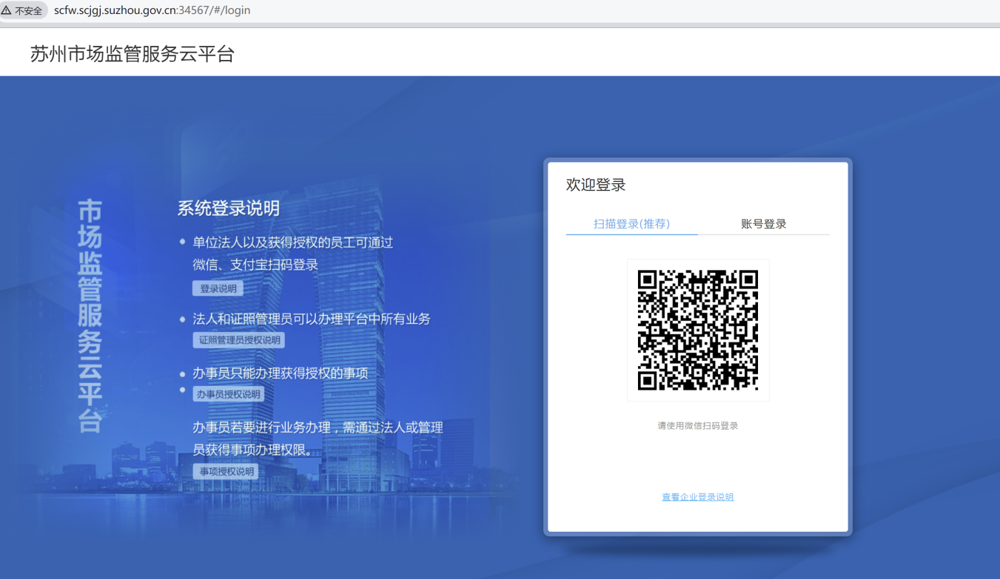 不安全 scfw.scjgj.suzhou.gov.cn:34567/#/login
苏州市场监管服务云平台
市场监管服务云平台
系统登录说明
单位法人以及获得授权的员工可通过
微信、支付宝扫码登录
登录说明
法人和证照管理员可以办理平台中所有业务
证照管理员授权说明
办事员只能办理获得授权的事项
办事员授权说明
办事员若要进行业务办理，需通过法人或管理
员获得事项办理权限。
事项授权说明
欢迎登录
扫描登录(推荐) 账号登录
请使用微信扫码登录
查看企业登录说明